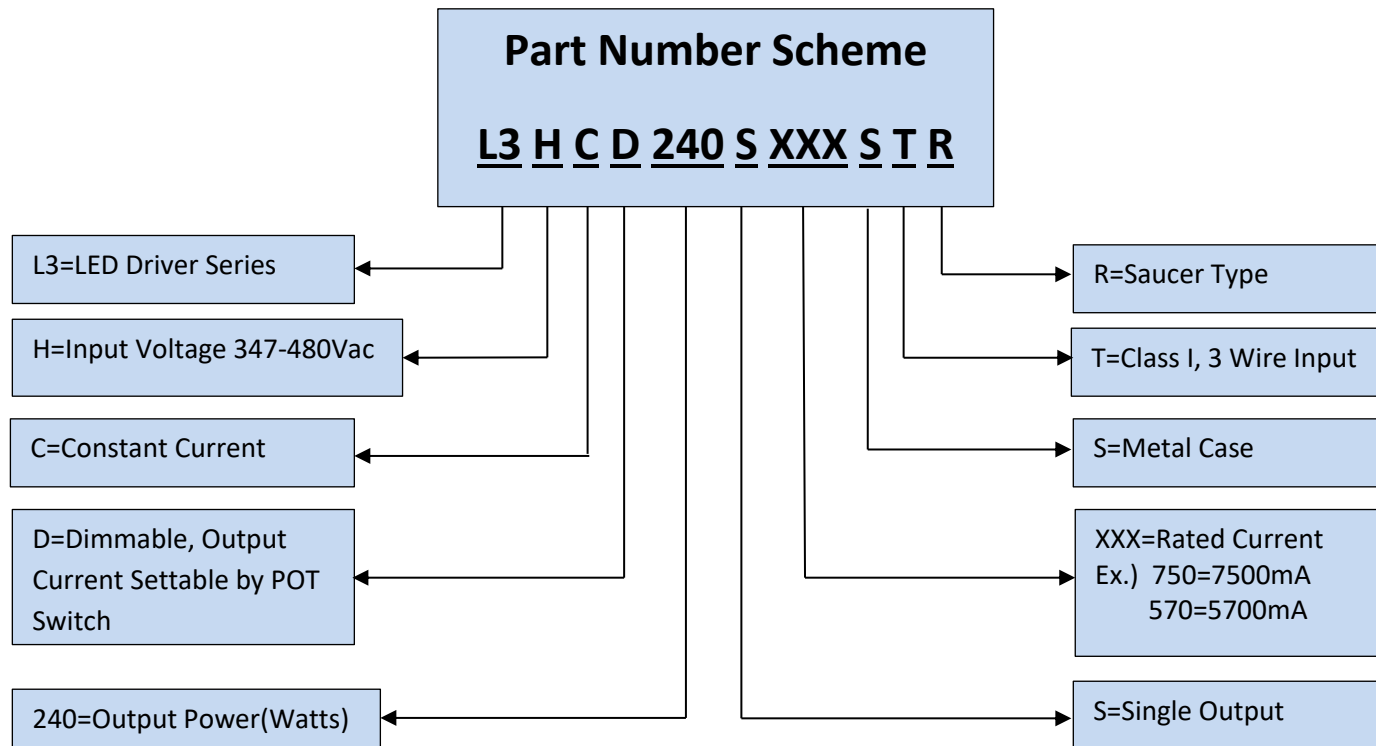 Part Number Scheme
L3 H C D 240 S XXX S T R
L3=LED Driver Series
H=Input Voltage 347-480Vac
C=Constant Current
D=Dimmable, Output
Current Settable by POT
Switch
240=Output Power(Watts)
R=Saucer Type
T=Class I, 3 Wire Input
S=Metal Case
XXX=Rated Current
Ex.) 750=7500mA
570=5700mA
S=Single Output